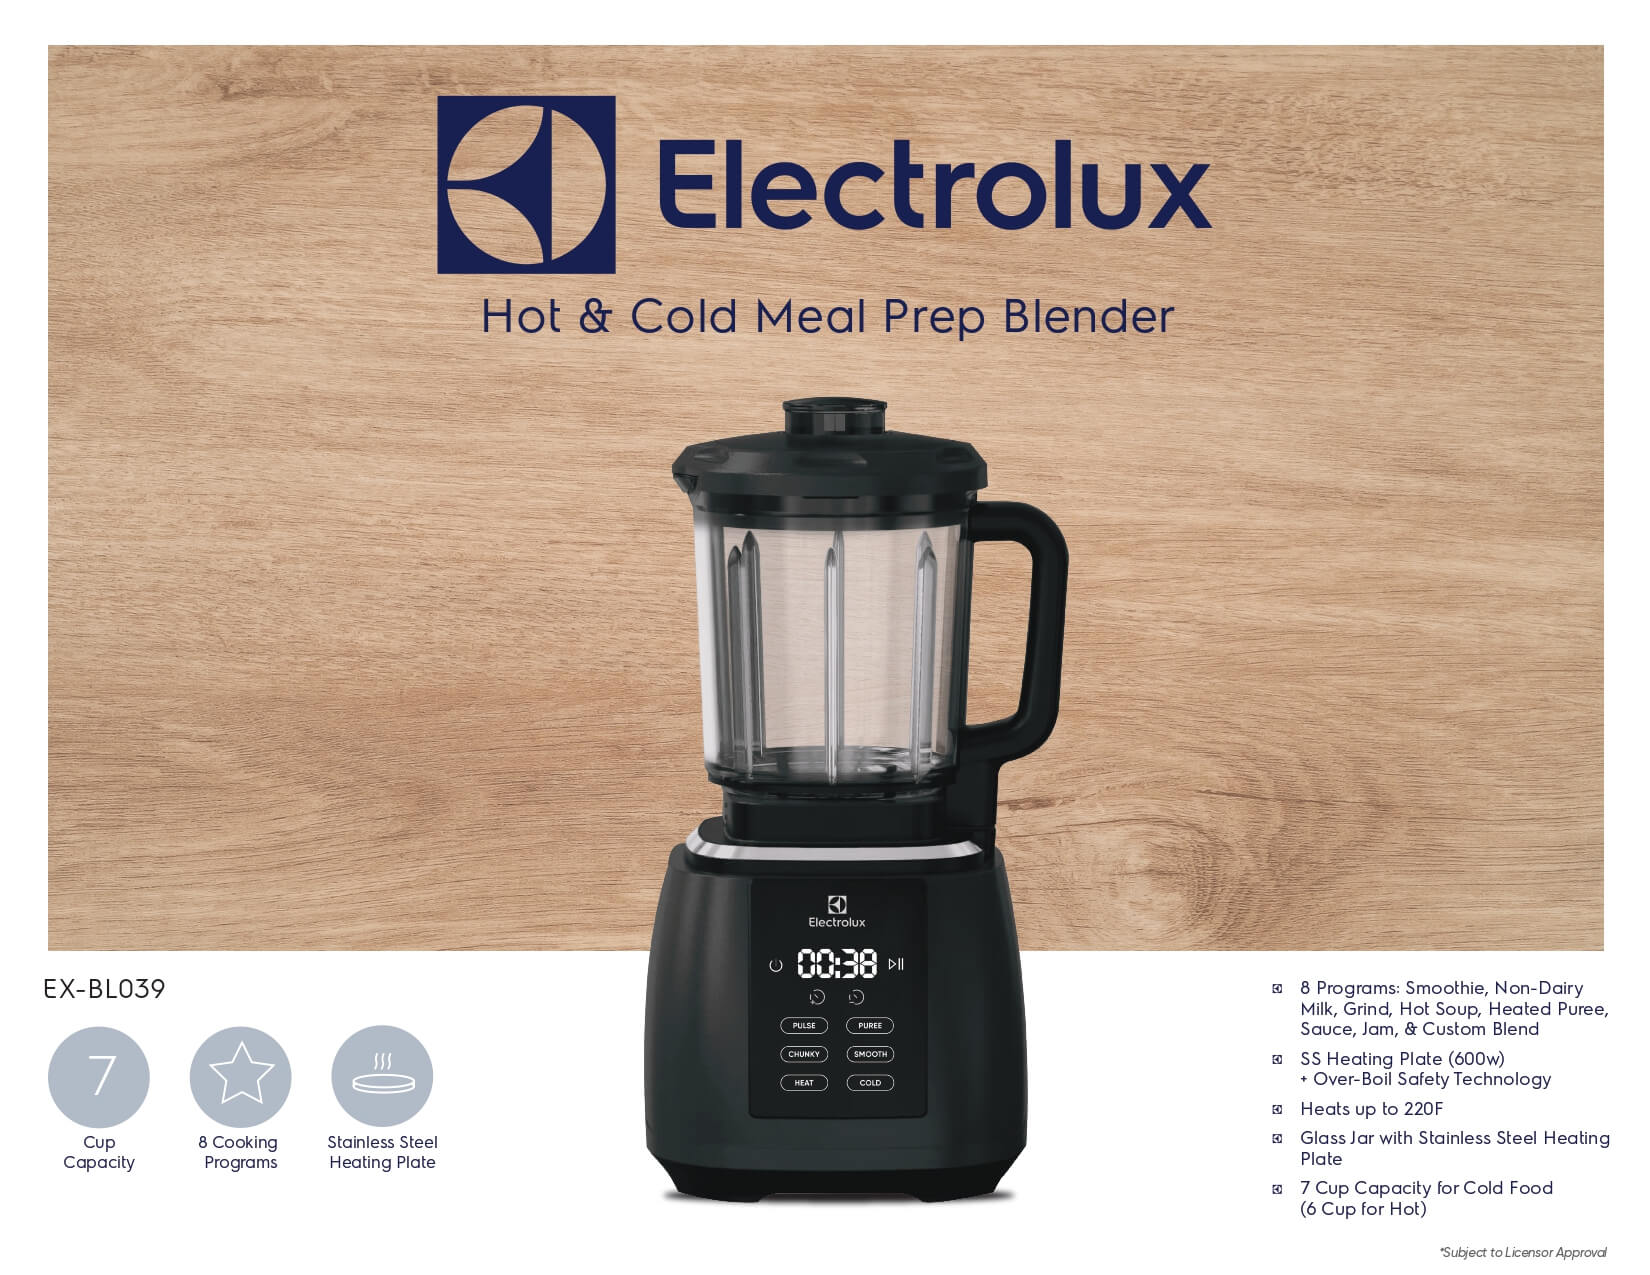 Electrolux
Hot & Cold Meal Prep Blender
Electrolux
00:38
PULSE PUREE
CHUNKY SMOOTH
HEAT COLD
EX-BL039
7
Cup
Capacity
8 Cooking
Programs
Stainless Steel
Heating Plate
8 Programs: Smoothie, Non-Dairy
Milk, Grind, Hot Soup, Heated Puree,
Sauce, Jam, & Custom Blend
SS Heating Plate (600w)
+ Over-Boil Safety Technology
Heats up to 220F
Glass Jar with Stainless Steel Heating
Plate
7 Cup Capacity for Cold Food
(6 Cup for Hot)
*Subject to Licensor Approval